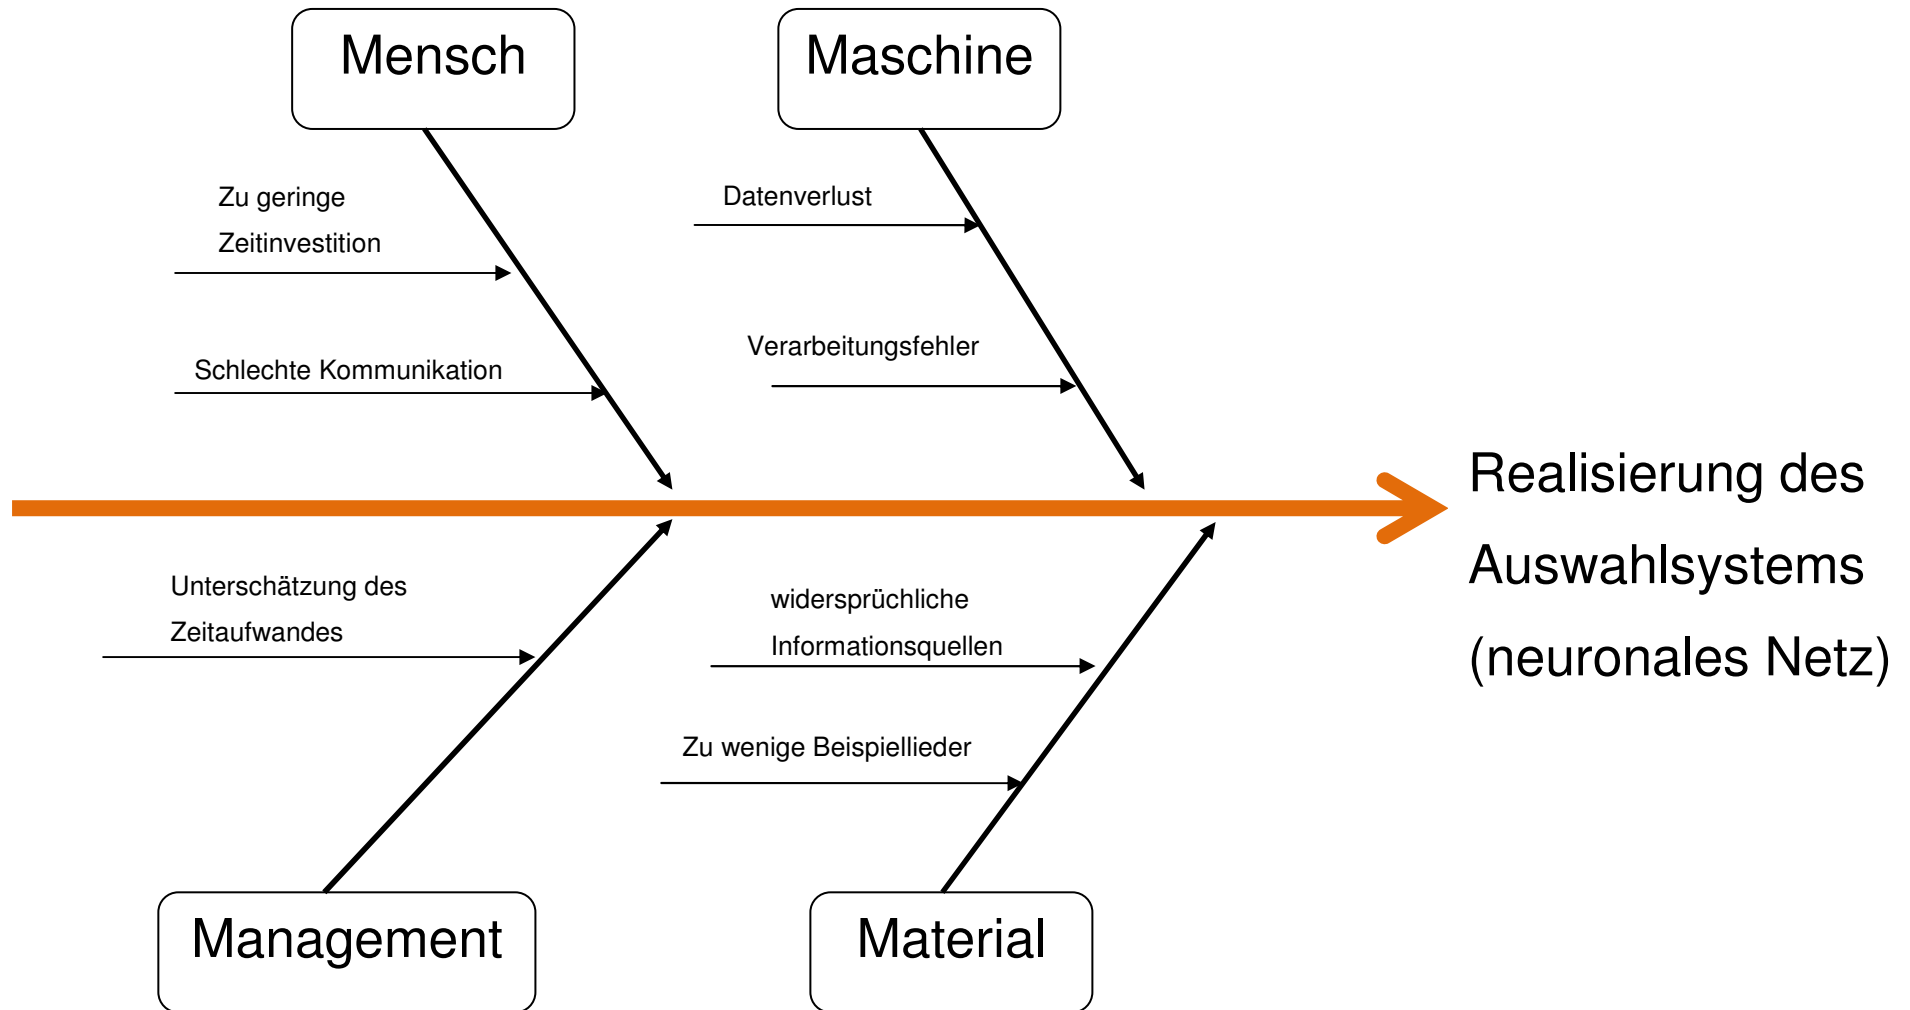 Mensch
Maschine
Zu geringe
Zeitinvestition
Datenverlust
Schlechte Kommunikation
Verarbeitungsfehler
Realisierung des
Auswahlsystems
(neuronales Netz)
Unterschätzung des
Zeitaufwandes
widersprüchliche
Informationsquellen
Zu wenige Beispiellieder
Management
Material